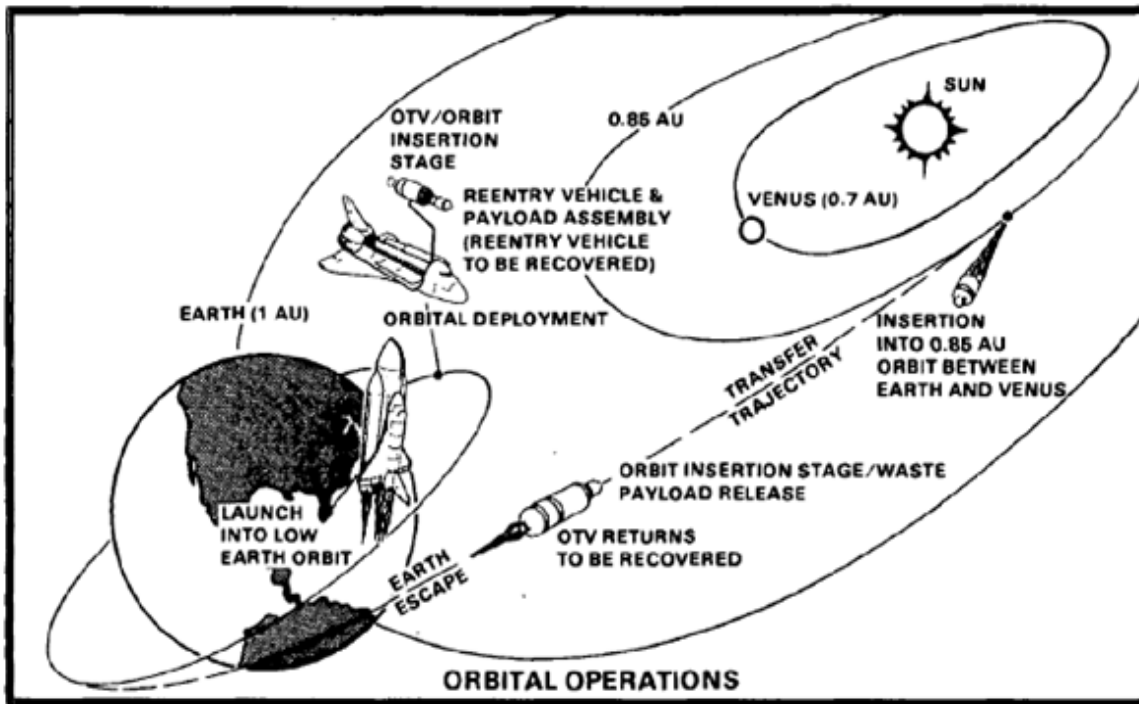 SUN
0.85 AU
OTV/ORBIT
INSERTION
STAGE
REENTRY VEHICLE &
PAYLOAD ASSEMBLY
(REENTRY VEHICLE
TO BE RECOVERED)
VENUS (0.7 AU)
EARTH (1 AU)
ORBITAL DEPLOYMENT
INSERTION
INTO 0.85 AU
ORBIT BETWEEN
EARTH AND VENUS
TRANSFER
TRAJECTORY
ORBIT INSERTION STAGE/WASTE
PAYLOAD RELEASE
LAUNCH
INTO LOW
EARTH ORBIT
OTV RETURNS
TO BE RECOVERED
EARTH
ESCAPE
ORBITAL OPERATIONS